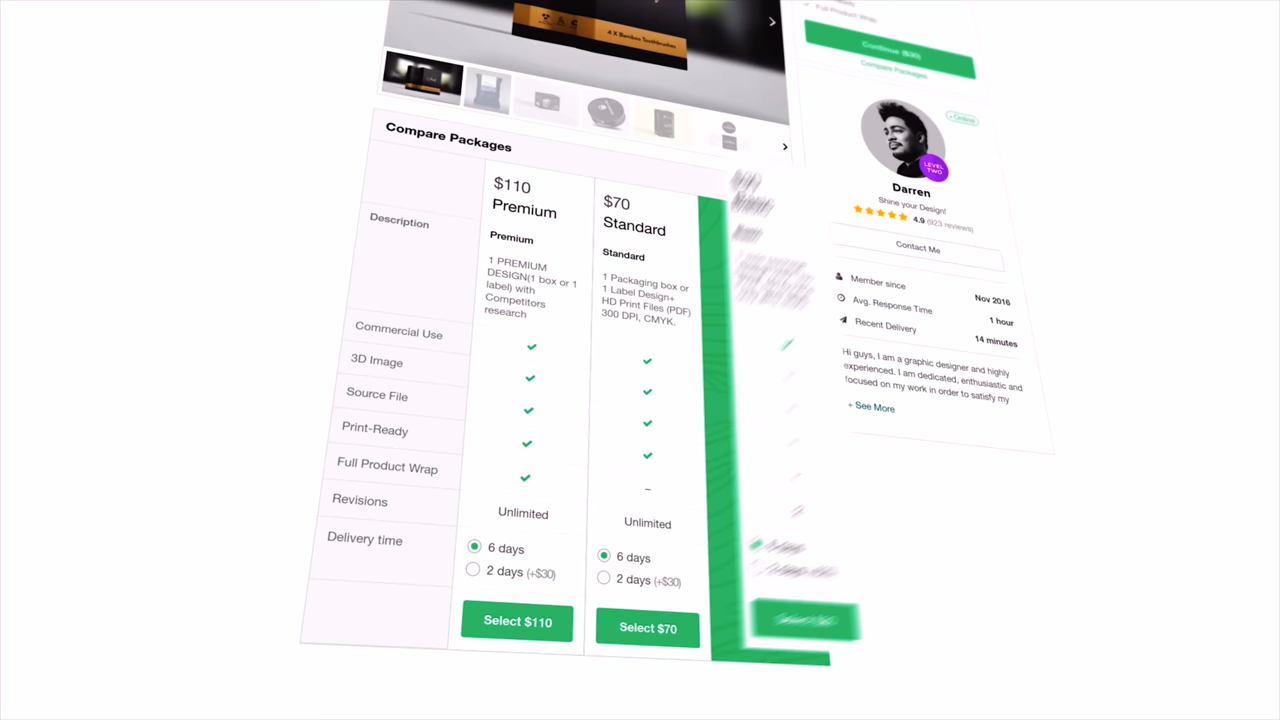 4 X Bamboo Toothbrushes
Full Product Wrap
Continue ($30)
Compare Packages
Online
LEVEL
TWO
Darren
Shine your Design!
4.9 (923 reviews)
Contact Me
Member since
Nov 2016
Avg. Response Time
1 hour
Recent Delivery
14 minutes
Hi guys, I am a graphic designer and highly
experienced. I am dedicated, enthusiastic and
focused on my work in order to satisfy my
+ See More
Compare Packages
$110
Premium
$70
Standard
Description
Premium
1 PREMIUM
DESIGN(1 box or 1
label) with
Competitors
research
Standard
1 Packaging box or
1 Label Design+
HD Print Files (PDF)
300 DPI, CMYK.
Commercial Use
3D Image
Source File
Print-Ready
Full Product Wrap
Revisions
Unlimited
Unlimited
Delivery time
6 days
2 days (+$30)
6 days
2 days (+$30)
Select $110
Select $70